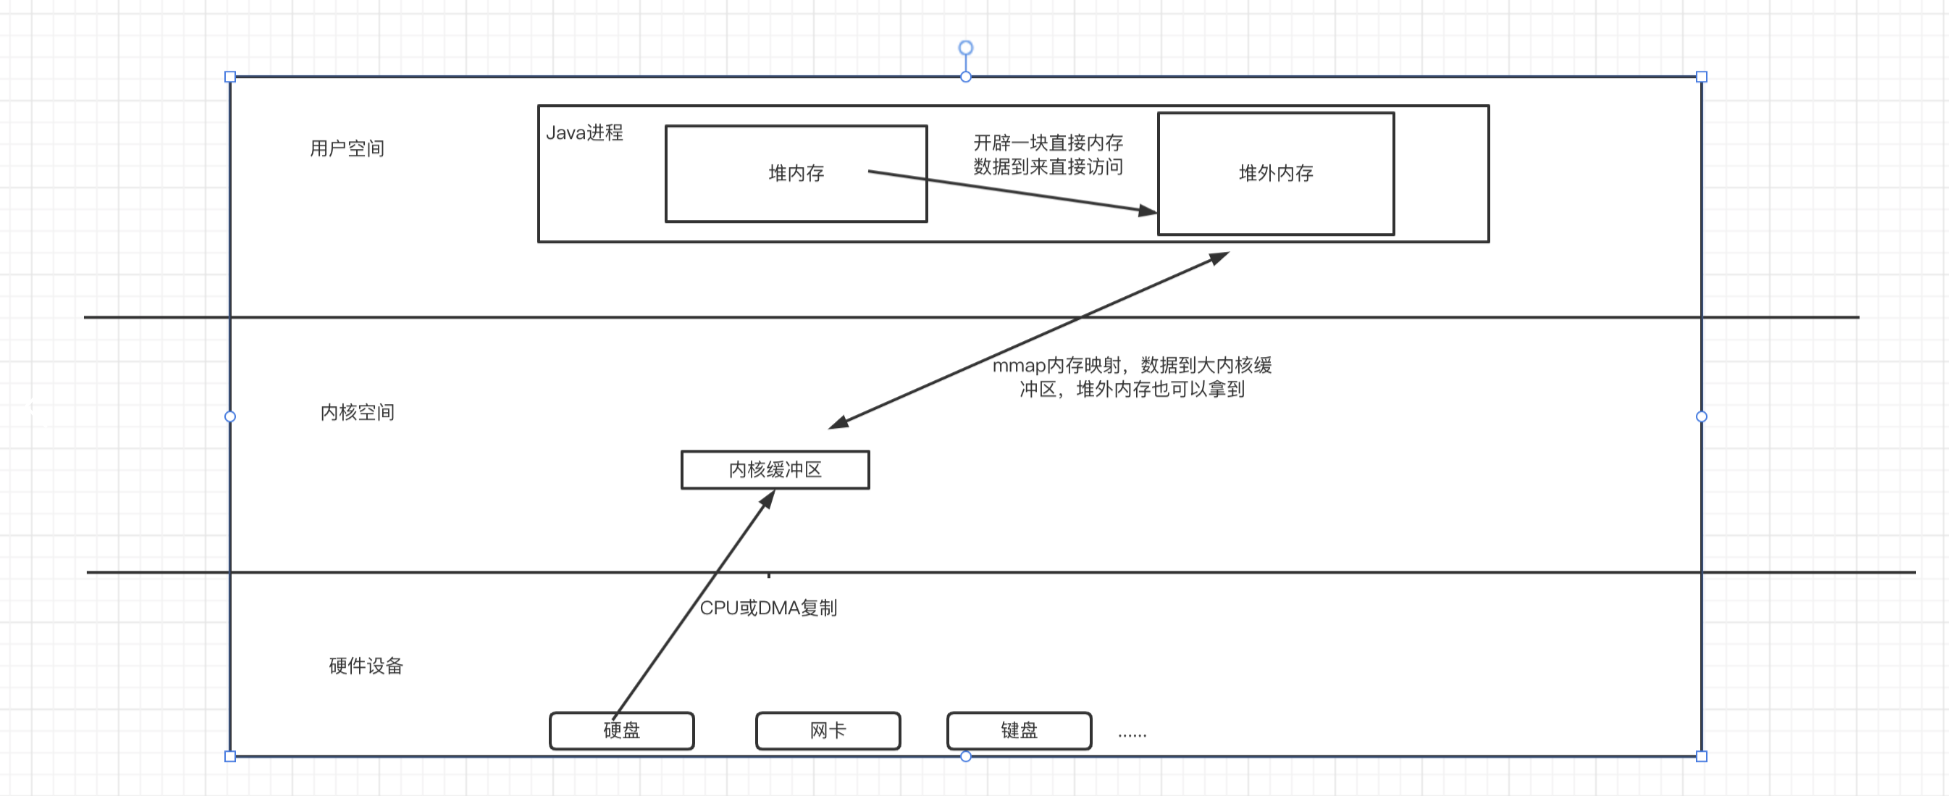 用户空间
Java进程
堆内存
开辟一块直接内存
数据到来直接访问
堆外内存
mmap内存映射，数据到大内核缓
冲区，堆外内存也可以拿到
内核空间
内核缓冲区
CPU或DMA复制
硬件设备
硬盘
网卡
键盘
......